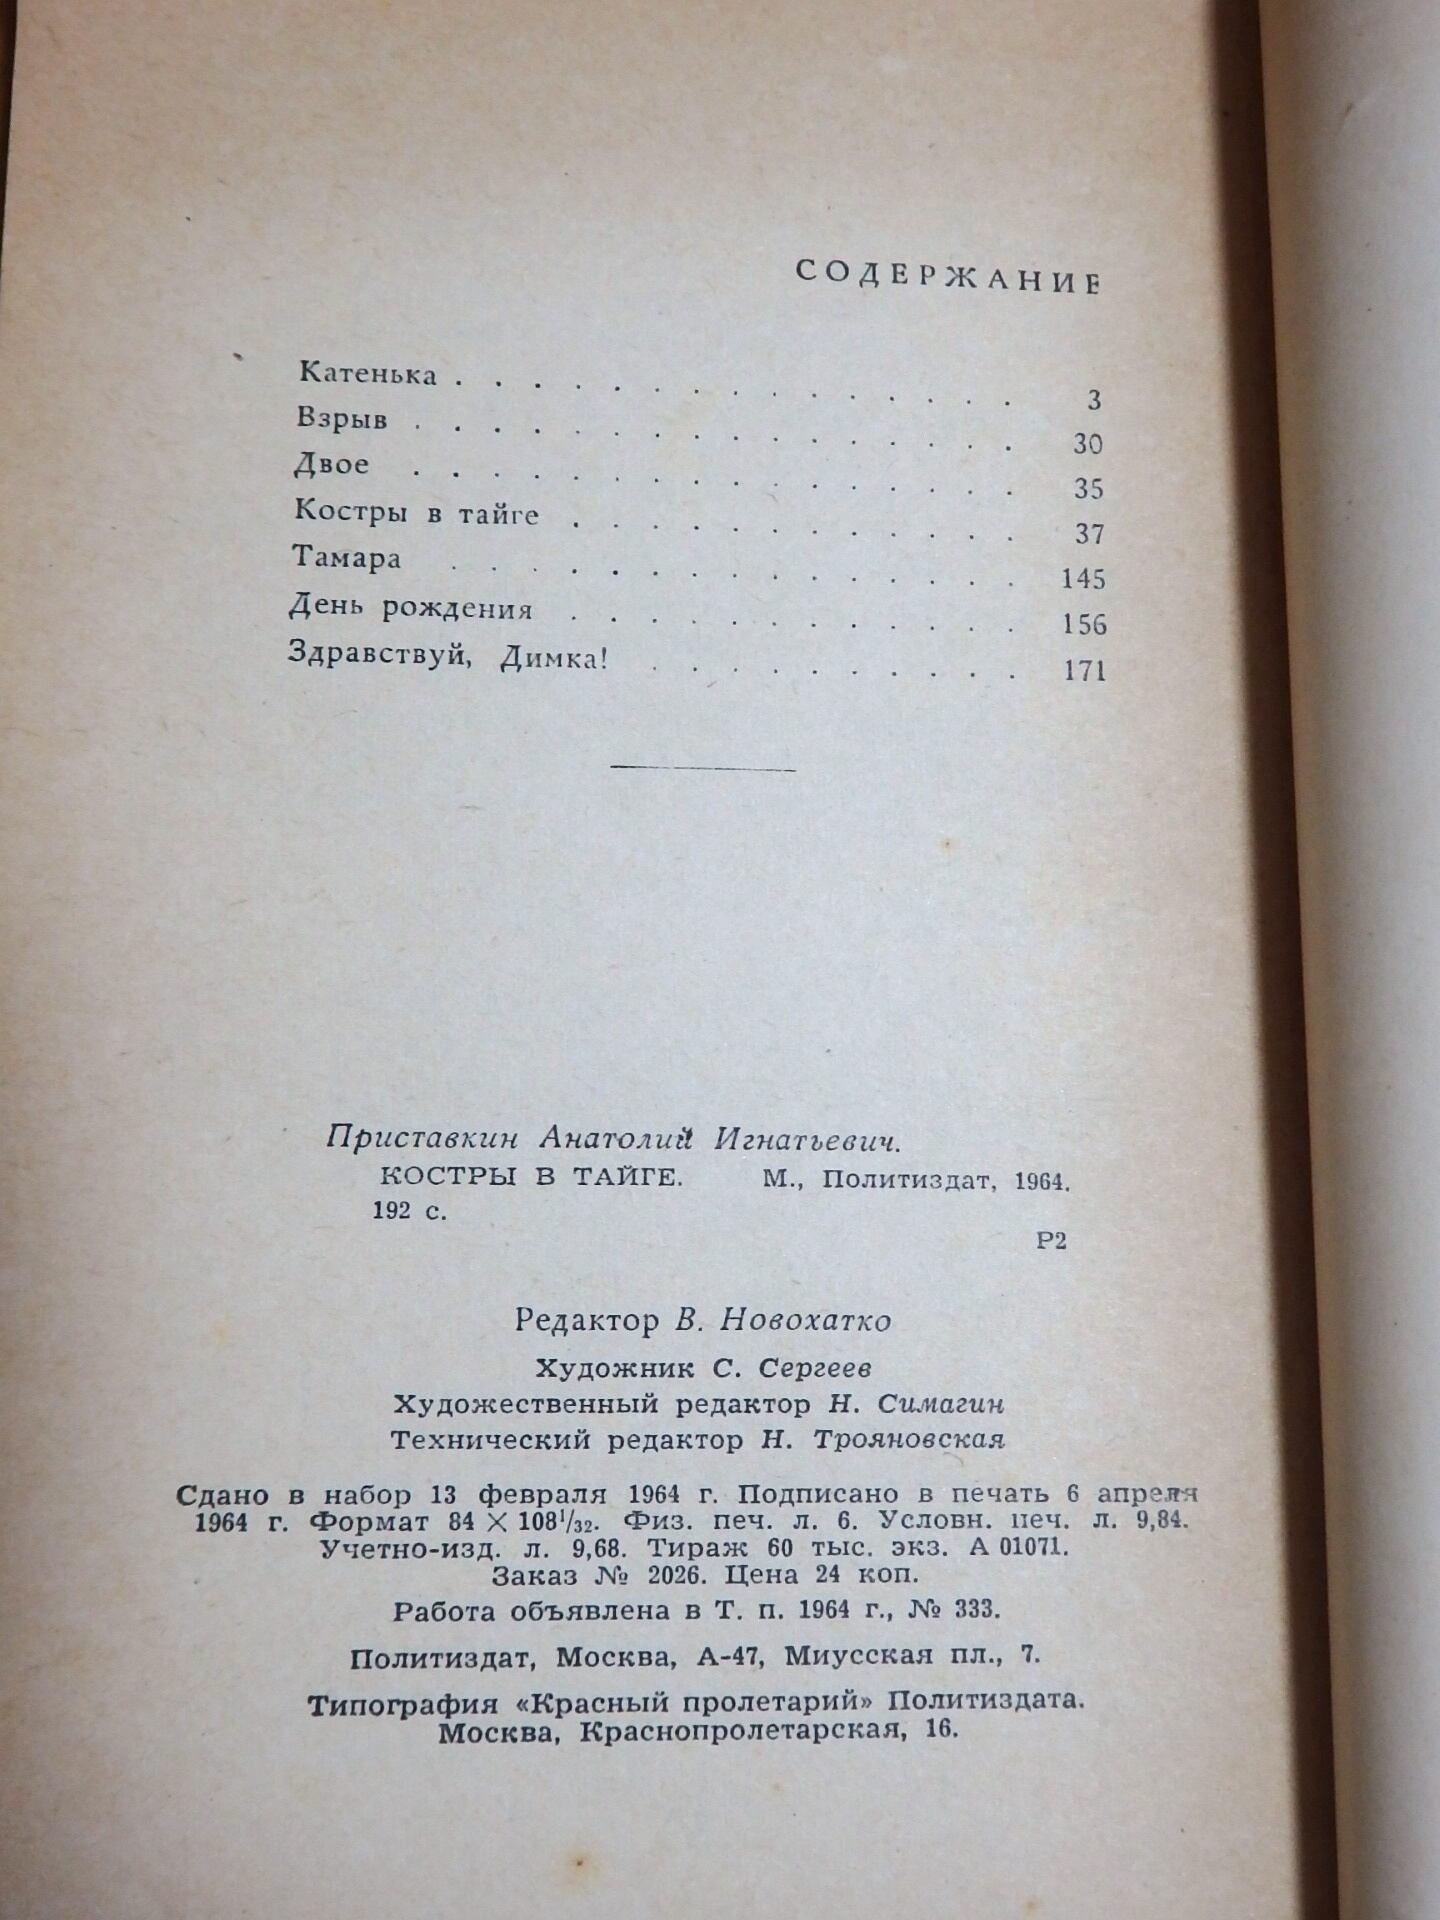 СОДЕРЖАНИЕ
Катенька . . . . . . . . . . . . . . . 3
Взрыв . . . . . . . . . . . . . . . . 30
Двое . . . . . . . . . . . . . . . . 35
Костры в тайге . . . . . . . . . . . . 37
Тамара . . . . . . . . . . . . . . . 145
День рождения . . . . . . . . . . . . 156
Здравствуй, Димка! . . . . . . . . . . 171
Приставкин Анатолий Игнатьевич.
КОСТРЫ В ТАЙГЕ. М., Политиздат, 1964.
192 с.
Р2
Редактор В. Новохатко
Художник С. Сергеев
Художественный редактор Н. Симагин
Технический редактор Н. Трояновская
Сдано в набор 13 февраля 1964 г. Подписано в печать 6 апреля
1964 г. Формат 84 × 108¹/₃₂. Физ. печ. л. 6. Условн. печ. л. 9,84.
Учетно-изд. л. 9,68. Тираж 60 тыс. экз. А 01071.
Заказ № 2026. Цена 24 коп.
Работа объявлена в Т. п. 1964 г., № 333.
Политиздат, Москва, А-47, Миусская пл., 7.
Типография «Красный пролетарий» Политиздата.
Москва, Краснопролетарская, 16.